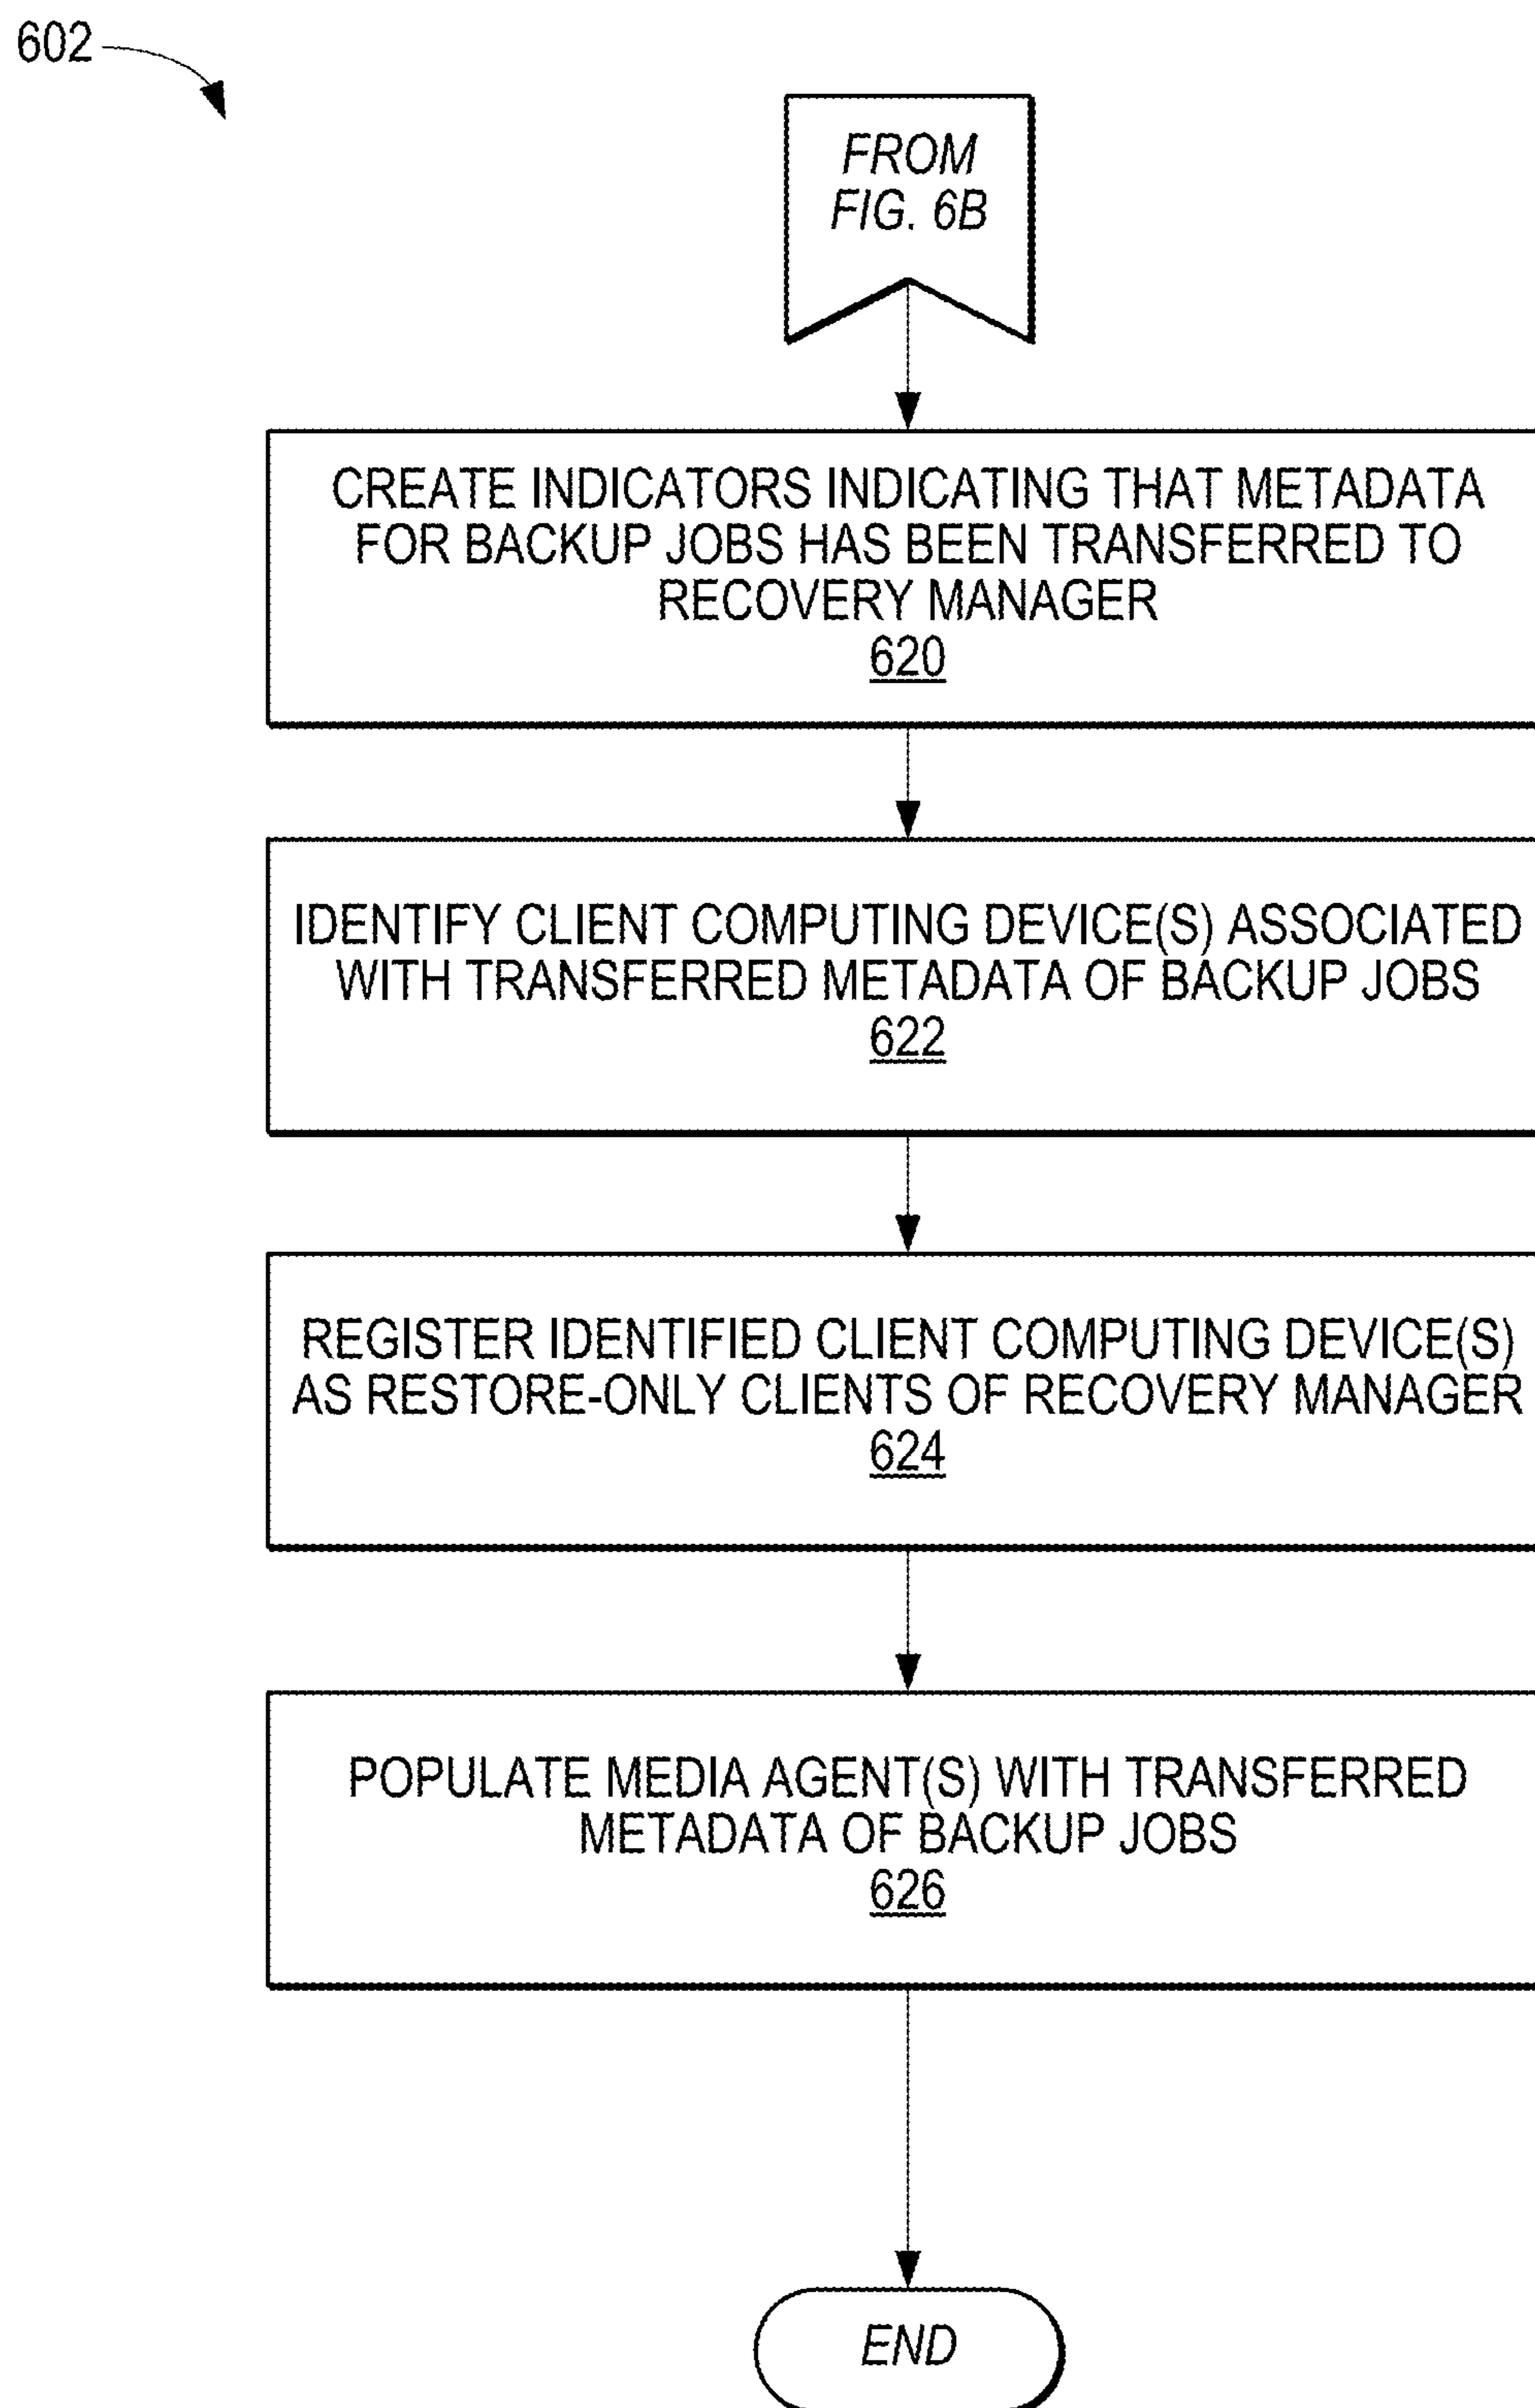 602
FROM
FIG. 6B
CREATE INDICATORS INDICATING THAT METADATA
FOR BACKUP JOBS HAS BEEN TRANSFERRED TO
RECOVERY MANAGER
620
IDENTIFY CLIENT COMPUTING DEVICE(S) ASSOCIATED
WITH TRANSFERRED METADATA OF BACKUP JOBS
622
REGISTER IDENTIFIED CLIENT COMPUTING DEVICE(S)
AS RESTORE-ONLY CLIENTS OF RECOVERY MANAGER
624
POPULATE MEDIA AGENT(S) WITH TRANSFERRED
METADATA OF BACKUP JOBS
626
END